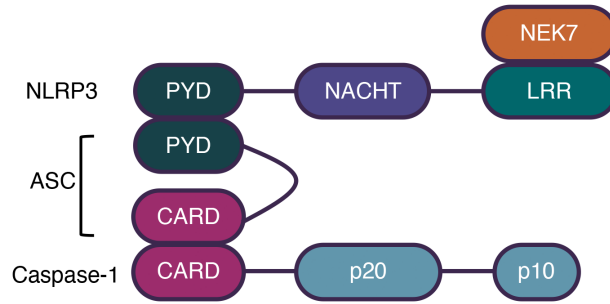 NEK7
NLRP3 PYD NACHT LRR
PYD
ASC
CARD
Caspase-1 CARD p20 p10